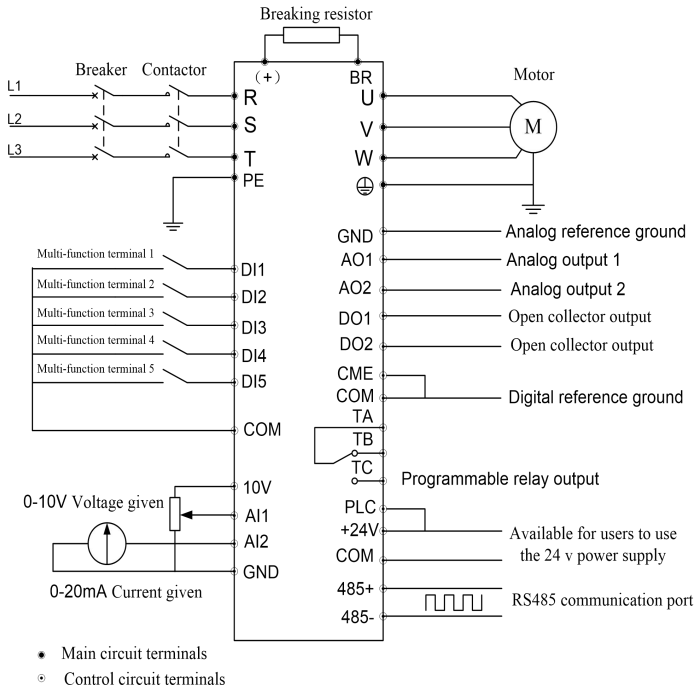 Breaking resistor
Breaker Contactor
(+) BR
Motor
L1 R U
L2 S V M
L3 T W
PE
GND Analog reference ground
Multi-function terminal 1 DI1 AO1 Analog output 1
Multi-function terminal 2 DI2 AO2 Analog output 2
Multi-function terminal 3 DI3 DO1 Open collector output
Multi-function terminal 4 DI4 DO2 Open collector output
Multi-function terminal 5 DI5 CME
COM Digital reference ground
TA
COM TB
TC Programmable relay output
10V
0-10V Voltage given AI1 PLC
+24V Available for users to use
AI2 COM the 24 v power supply
GND
0-20mA Current given 485+ RS485 communication port
485-
Main circuit terminals
Control circuit terminals